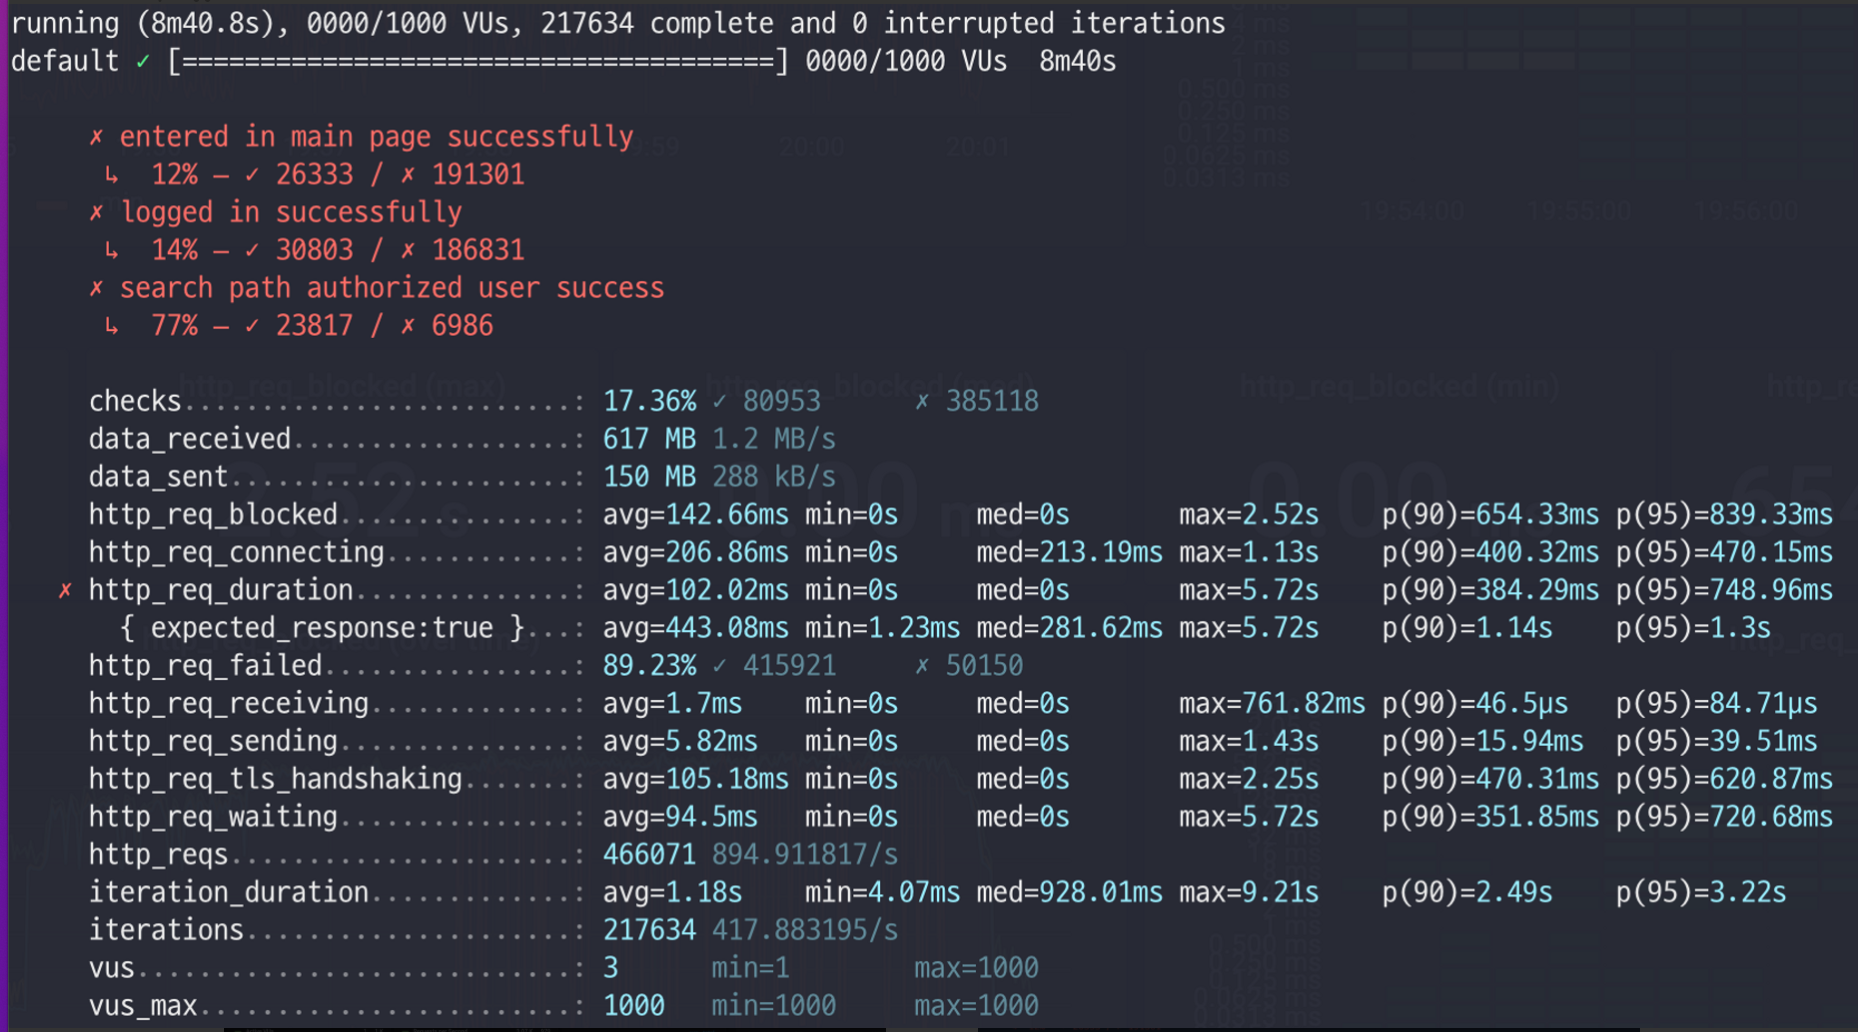 running (8m40.8s), 0000/1000 VUs, 217634 complete and 0 interrupted iterations
default ✓ [======================================] 0000/1000 VUs  8m40s
✗ entered in main page successfully
↳  12% — ✓ 26333 / ✗ 191301
✗ logged in successfully
↳  14% — ✓ 30803 / ✗ 186831
✗ search path authorized user success
↳  77% — ✓ 23817 / ✗ 6986
checks.........................: 17.36% ✓ 80953      ✗ 385118
data_received..................: 617 MB 1.2 MB/s
data_sent......................: 150 MB 288 kB/s
http_req_blocked...............: avg=142.66ms min=0s     med=0s       max=2.52s    p(90)=654.33ms p(95)=839.33ms
http_req_connecting............: avg=206.86ms min=0s     med=213.19ms max=1.13s    p(90)=400.32ms p(95)=470.15ms
✗ http_req_duration..............: avg=102.02ms min=0s     med=0s       max=5.72s    p(90)=384.29ms p(95)=748.96ms
{ expected_response:true }...: avg=443.08ms min=1.23ms med=281.62ms max=5.72s    p(90)=1.14s    p(95)=1.3s
http_req_failed................: 89.23% ✓ 415921     ✗ 50150
http_req_receiving.............: avg=1.7ms    min=0s     med=0s       max=761.82ms p(90)=46.5µs   p(95)=84.71µs
http_req_sending...............: avg=5.82ms   min=0s     med=0s       max=1.43s    p(90)=15.94ms  p(95)=39.51ms
http_req_tls_handshaking.......: avg=105.18ms min=0s     med=0s       max=2.25s    p(90)=470.31ms p(95)=620.87ms
http_req_waiting...............: avg=94.5ms   min=0s     med=0s       max=5.72s    p(90)=351.85ms p(95)=720.68ms
http_reqs......................: 466071 894.911817/s
iteration_duration.............: avg=1.18s    min=4.07ms med=928.01ms max=9.21s    p(90)=2.49s    p(95)=3.22s
iterations.....................: 217634 417.883195/s
vus............................: 3      min=1        max=1000
vus_max........................: 1000   min=1000     max=1000